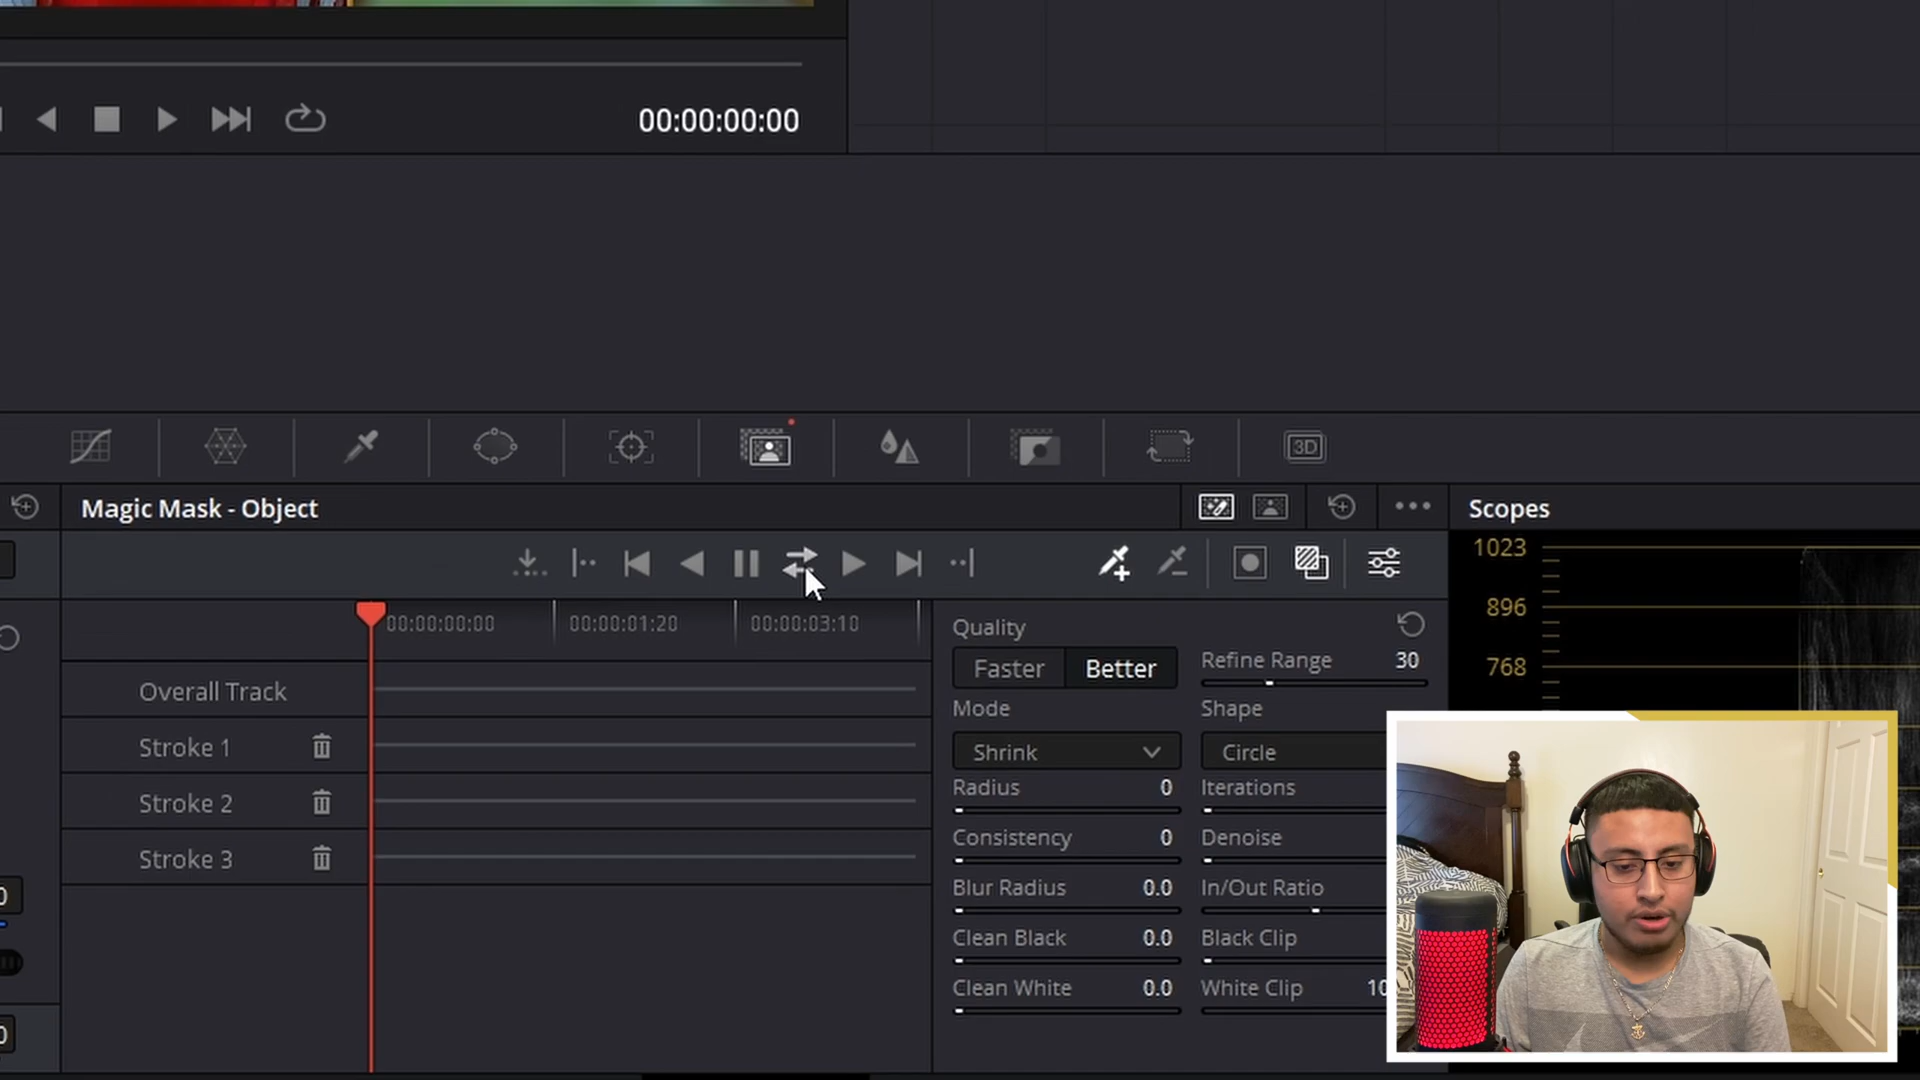 00:00:00:00
3D
Magic Mask - Object
Scopes
1023
896
768
00:00:00:00 00:00:01:20 00:00:03:10
Overall Track
Stroke 1
Stroke 2
Stroke 3
Quality
Faster Better
Refine Range 30
Mode
Shape
Shrink
Circle
Radius 0
Iterations
Consistency 0
Denoise
Blur Radius 0.0
In/Out Ratio
Clean Black 0.0
Black Clip
Clean White 0.0
White Clip